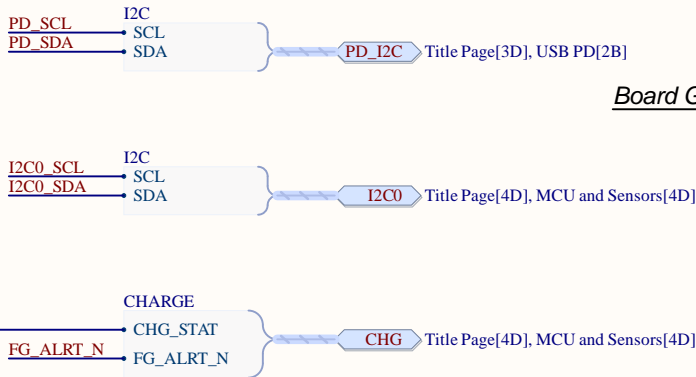 I2C
PD_SCL
SCL
PD_SDA
SDA
PD_I2C
Title Page[3D], USB PD[2B]
Board G
I2C
I2C0_SCL
SCL
I2C0_SDA
SDA
I2C0
Title Page[4D], MCU and Sensors[4D]
CHARGE
CHG_STAT
CHG
Title Page[4D], MCU and Sensors[4D]
FG_ALRT_N
FG_ALRT_N